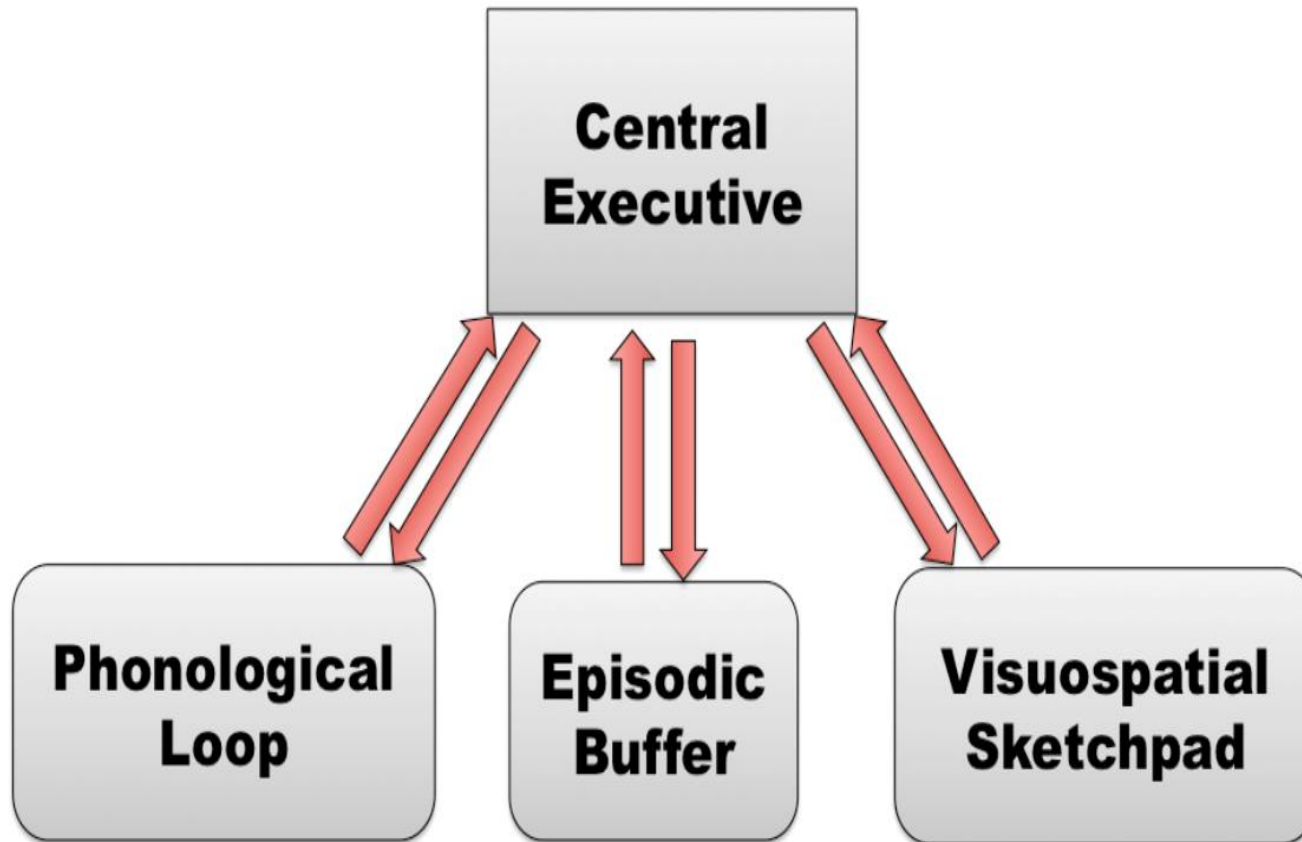 Central
Executive
Phonological
Loop
Episodic
Buffer
Visuospatial
Sketchpad